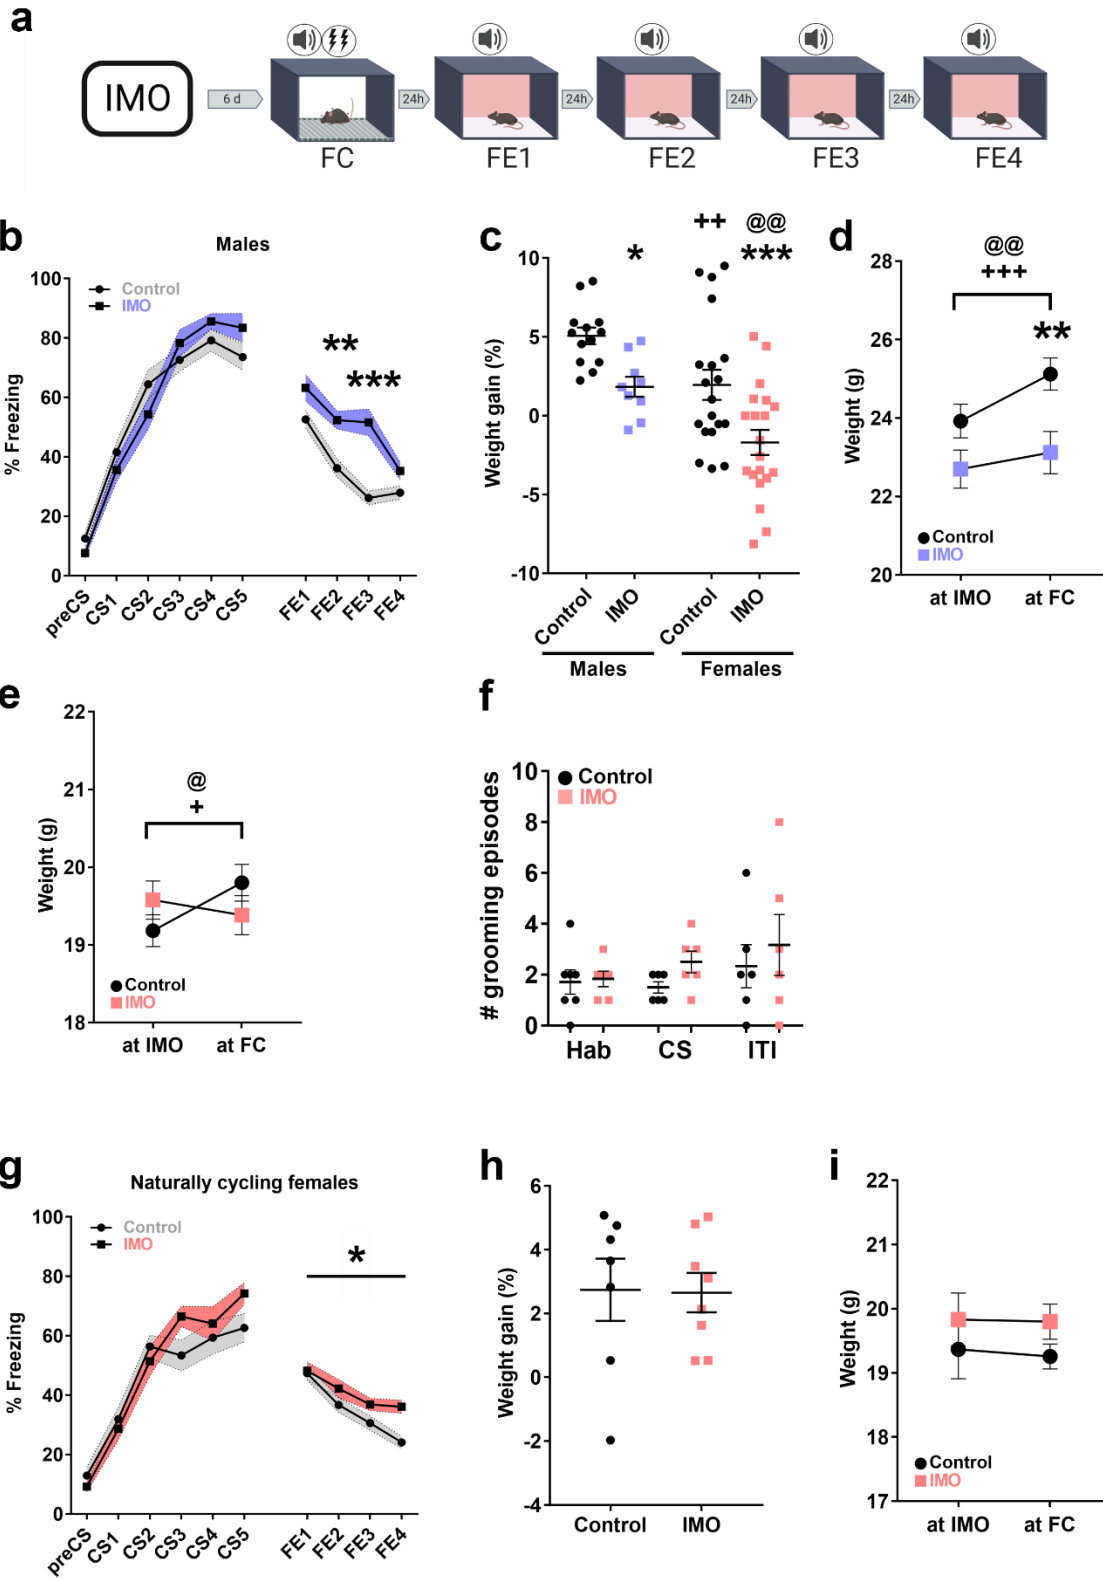 a
IMO
6 d
24h
24h
24h
24h
FC
FE1
FE2
FE3
FE4
b
Males
Control
IMO
% Freezing
100
80
60
40
20
0
**
***
preCS
CS1
CS2
CS3
CS4
CS5
FE1
FE2
FE3
FE4
c
Weight gain (%)
10
5
0
-5
-10
*
++
@@
***
Control
IMO
Control
IMO
Males
Females
d
Weight (g)
28
26
24
22
20
@@
+++
**
Control
IMO
at IMO
at FC
e
Weight (g)
22
21
20
19
18
@
+
Control
IMO
at IMO
at FC
f
# grooming episodes
10
8
6
4
2
0
Control
IMO
Hab
CS
ITI
g
Naturally cycling females
Control
IMO
% Freezing
100
80
60
40
20
0
*
preCS
CS1
CS2
CS3
CS4
CS5
FE1
FE2
FE3
FE4
h
Weight gain (%)
6
4
2
0
-2
-4
Control
IMO
i
Weight (g)
22
21
20
19
18
17
Control
IMO
at IMO
at FC